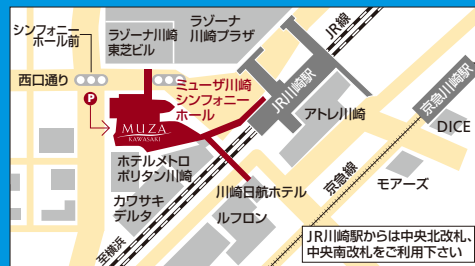 シンフォニー
ホール前
ラゾーナ川崎
東芝ビル
ラゾーナ
川崎プラザ
JR線
西口通り
P
ミューザ川崎
シンフォニー
ホール
MUZA
KAWASAKI
JR川崎駅
京急川崎駅
アトレ川崎
DICE
ホテルメトロ
ポリタン川崎
川崎日航ホテル
京急線
モアーズ
カワサキ
デルタ
ルフロン
至横浜
JR川崎駅からは中央北改札、
中央南改札をご利用下さい